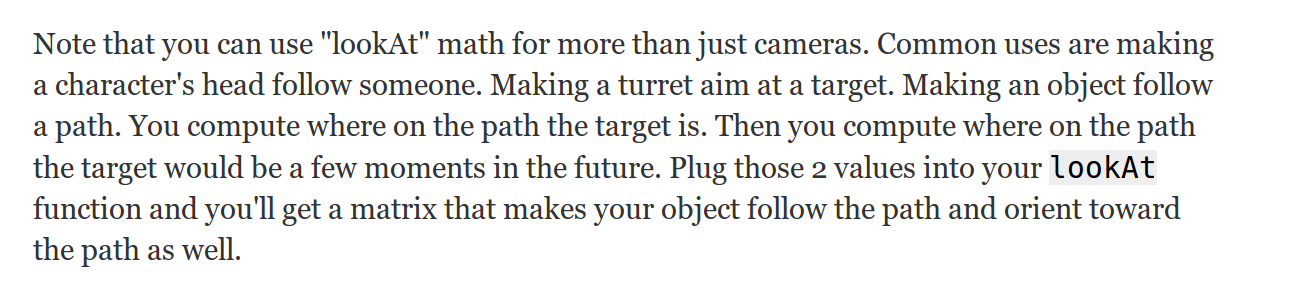 Note that you can use "lookAt" math for more than just cameras. Common uses are making
a character's head follow someone. Making a turret aim at a target. Making an object follow
a path. You compute where on the path the target is. Then you compute where on the path
the target would be a few moments in the future. Plug those 2 values into your lookAt
function and you'll get a matrix that makes your object follow the path and orient toward
the path as well.